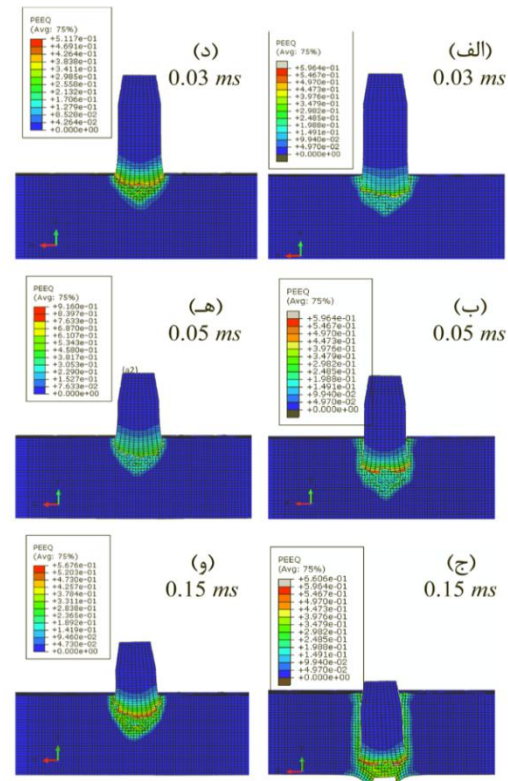 (الف)
0.03 ms
PEEQ
(Avg: 75%)
+5.964e-01
+5.467e-01
+4.970e-01
+4.473e-01
+3.976e-01
+3.479e-01
+2.982e-01
+2.485e-01
+1.988e-01
+1.491e-01
+9.940e-02
+4.970e-02
+0.000e+00
(د)
0.03 ms
PEEQ
(Avg: 75%)
+5.117e-01
+4.691e-01
+4.264e-01
+3.838e-01
+3.411e-01
+2.985e-01
+2.558e-01
+2.132e-01
+1.706e-01
+1.279e-01
+8.528e-02
+4.264e-02
+0.000e+00
(ب)
0.05 ms
PEEQ
(Avg: 75%)
+5.964e-01
+5.467e-01
+4.970e-01
+4.473e-01
+3.976e-01
+3.479e-01
+2.982e-01
+2.485e-01
+1.988e-01
+1.491e-01
+9.940e-02
+4.970e-02
+0.000e+00
(هـ)
0.05 ms
PEEQ
(Avg: 75%)
+9.160e-01
+8.397e-01
+7.633e-01
+6.870e-01
+6.107e-01
+5.343e-01
+4.580e-01
+3.817e-01
+3.053e-01
+2.290e-01
+1.527e-01
+7.633e-02
+0.000e+00
(a2)
(ج)
0.15 ms
PEEQ
(Avg: 75%)
+6.606e-01
+5.964e-01
+5.467e-01
+4.970e-01
+4.473e-01
+3.976e-01
+3.479e-01
+2.982e-01
+2.485e-01
+1.988e-01
+1.491e-01
+9.940e-02
+4.970e-02
+0.000e+00
(و)
0.15 ms
PEEQ
(Avg: 75%)
+5.676e-01
+5.203e-01
+4.730e-01
+4.257e-01
+3.784e-01
+3.311e-01
+2.838e-01
+2.365e-01
+1.892e-01
+1.419e-01
+9.460e-02
+4.730e-02
+0.000e+00